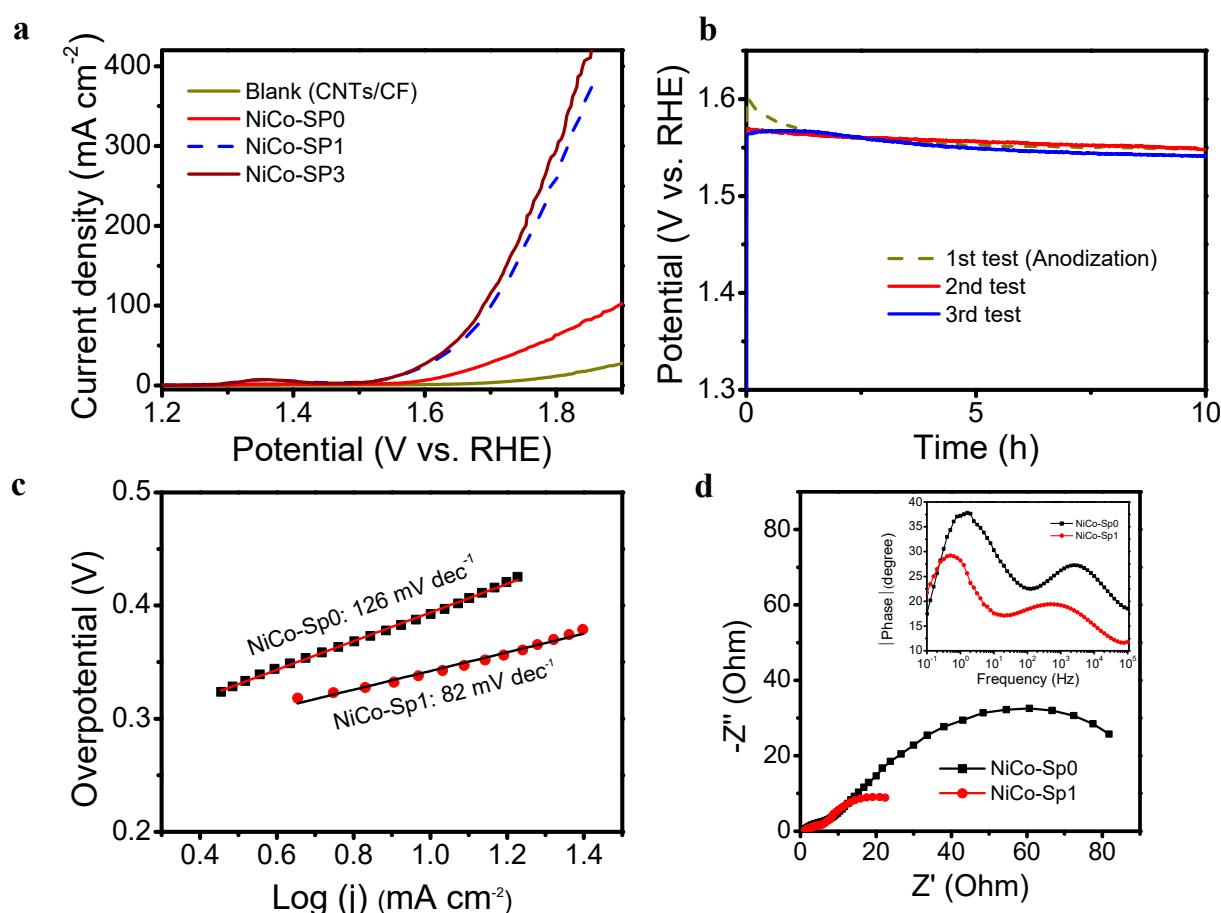 a
Current density (mA cm-2)
400
300
200
100
0
Blank (CNTs/CF)
NiCo-SP0
NiCo-SP1
NiCo-SP3
1.2 1.4 1.6 1.8
Potential (V vs. RHE)
b
Potential (V vs. RHE)
1.6
1.5
1.4
1.3
1st test (Anodization)
2nd test
3rd test
0 5 10
Time (h)
c
Overpotential (V)
0.5
0.4
0.3
0.2
NiCo-Sp0: 126 mV dec-1
NiCo-Sp1: 82 mV dec-1
0.4 0.6 0.8 1.0 1.2 1.4
Log (j) (mA cm-2)
d
-Z" (Ohm)
80
60
40
20
0
|Phase|(degree)
40
35
30
25
20
15
10
NiCo-Sp0
NiCo-Sp1
10-1 100 101 102 103 104 105
Frequency (Hz)
NiCo-Sp0
NiCo-Sp1
0 20 40 60 80
Z' (Ohm)